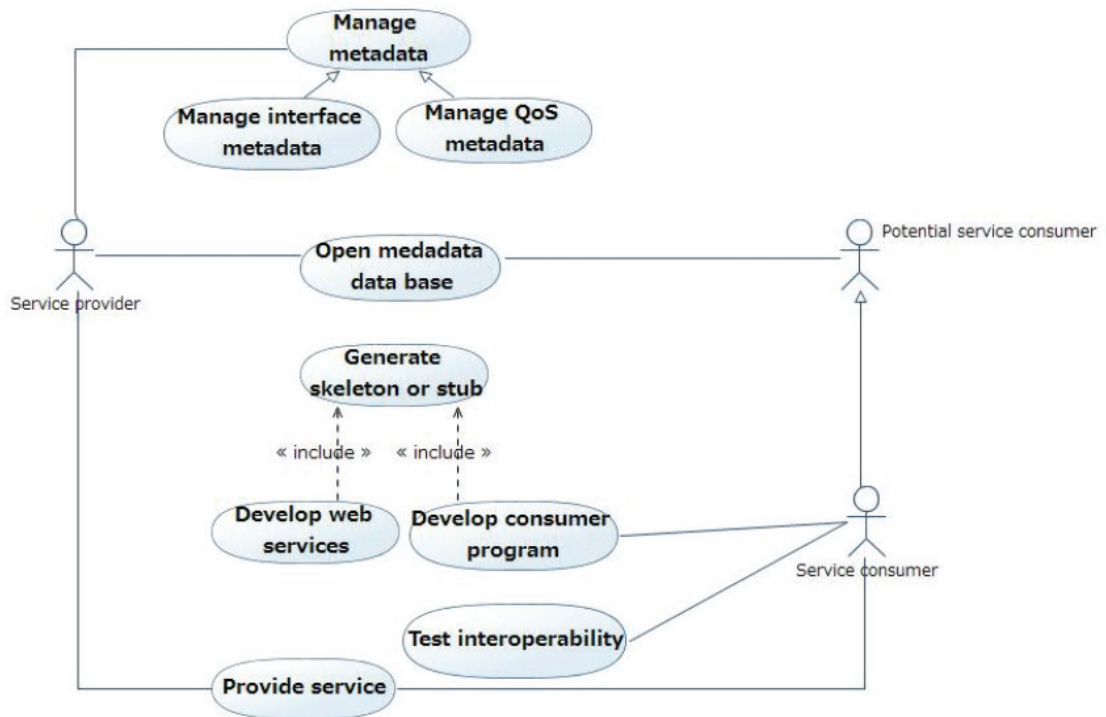 Manage
metadata
Manage interface
metadata
Manage QoS
metadata
Potential service consumer
Open medadata
data base
Service provider
Generate
skeleton or stub
« include »
« include »
Develop web
services
Develop consumer
program
Service consumer
Test interoperability
Provide service